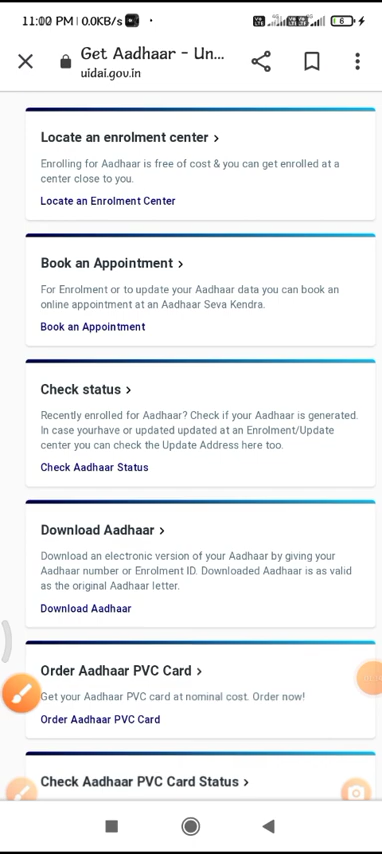 11:00 PM | 0.0KB/s
6
Get Aadhaar - Un...
uidai.gov.in
Locate an enrolment center >
Enrolling for Aadhaar is free of cost & you can get enrolled at a
center close to you.
Locate an Enrolment Center
Book an Appointment >
For Enrolment or to update your Aadhaar data you can book an
online appointment at an Aadhaar Seva Kendra.
Book an Appointment
Check status >
Recently enrolled for Aadhaar? Check if your Aadhaar is generated.
In case yourhave or updated updated at an Enrolment/Update
center you can check the Update Address here too.
Check Aadhaar Status
Download Aadhaar >
Download an electronic version of your Aadhaar by giving your
Aadhaar number or Enrolment ID. Downloaded Aadhaar is as valid
as the original Aadhaar letter.
Download Aadhaar
Order Aadhaar PVC Card >
Get your Aadhaar PVC card at nominal cost. Order now!
Order Aadhaar PVC Card
Check Aadhaar PVC Card Status >